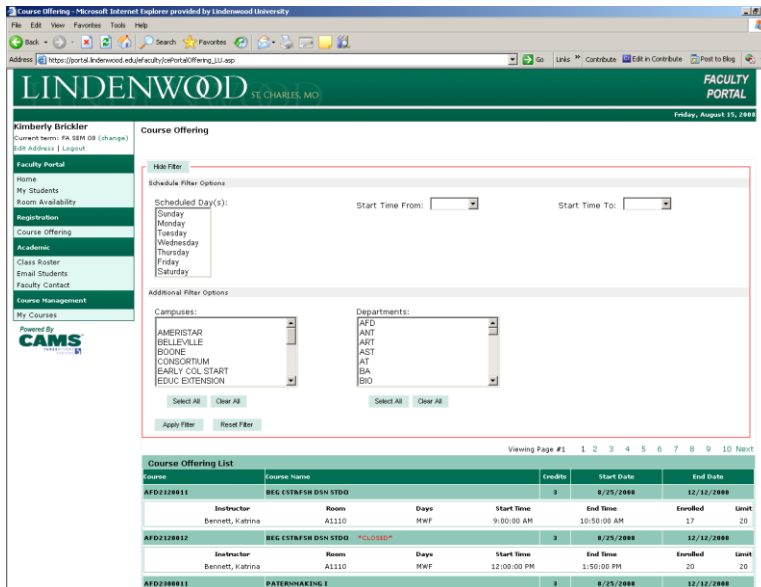 Course Offering - Microsoft Internet Explorer provided by Lindenwood University
File Edit View Favorites Tools Help
Back Search Favorites
Address https://portal.lindenwood.edu/efaculty/cePortalOffering_LU.asp Go Links » Contribute Edit in Contribute Post to Blog
LINDENWOOD ST. CHARLES, MO
FACULTY PORTAL
Friday, August 15, 2008
Kimberly Brickler
Current term: FA SEM 08 (change)
Edit Address | Logout
Faculty Portal
Home
My Students
Room Availability
Registration
Course Offering
Academic
Class Roster
Email Students
Faculty Contact
Course Management
My Courses
Powered By
CAMS
Course Offering
Hide Filter
Schedule Filter Options
Scheduled Day(s): Start Time From: Start Time To:
Sunday
Monday
Tuesday
Wednesday
Thursday
Friday
Saturday
Additional Filter Options
Campuses:
AMERISTAR
BELLEVILLE
BOONE
CONSORTIUM
EARLY COL START
EDUC EXTENSION
Select All Clear All
Departments:
AFD
ANT
ART
AST
AT
BA
BIO
Select All Clear All
Apply Filter Reset Filter
Viewing Page #1 1 2 3 4 5 6 7 8 9 10 Next
Course Offering List
Course Course Name Credits Start Date End Date
AFD2120011 BEG CST&FSH DSN STDO 3 8/25/2008 12/12/2008
Instructor Room Days Start Time End Time Enrolled Limit
Bennett, Katrina A1110 MWF 9:00:00 AM 10:50:00 AM 17 20
AFD2120012 BEG CST&FSH DSN STDO *CLOSED* 3 8/25/2008 12/12/2008
Instructor Room Days Start Time End Time Enrolled Limit
Bennett, Katrina A1110 MWF 12:00:00 PM 1:50:00 PM 20 20
AFD2300011 PATERNMAKING I 3 8/25/2008 12/12/2008